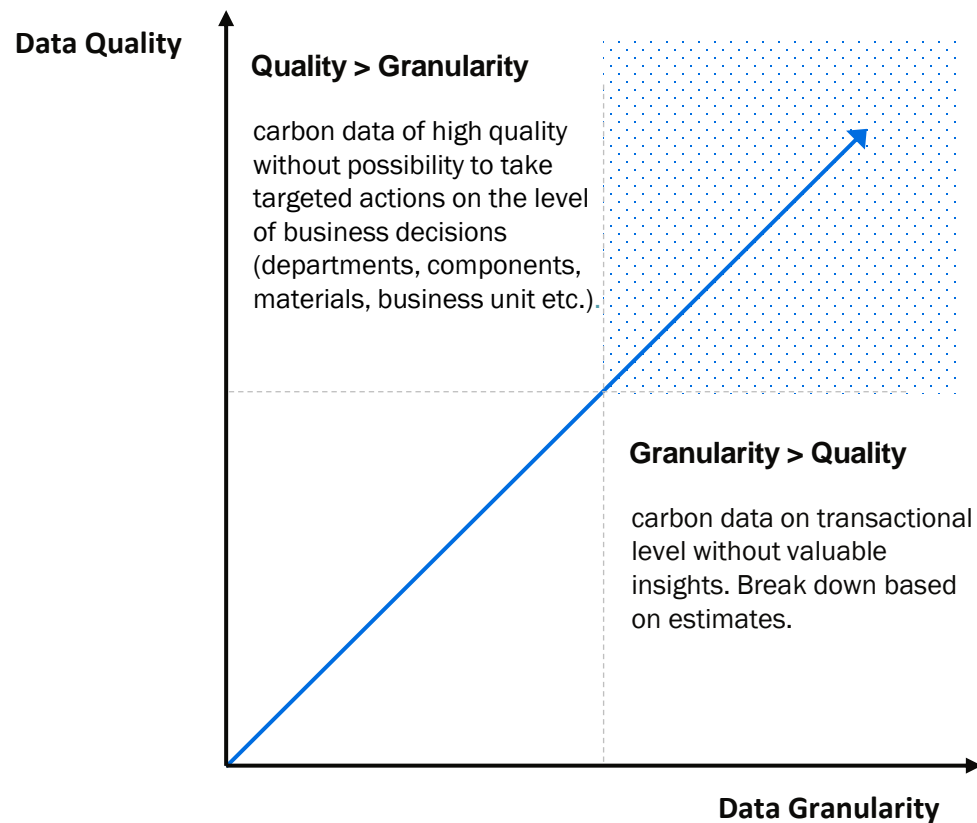 Data Quality
Quality > Granularity
carbon data of high quality
without possibility to take
targeted actions on the level
of business decisions
(departments, components,
materials, business unit etc.).
Granularity > Quality
carbon data on transactional
level without valuable
insights. Break down based
on estimates.
Data Granularity